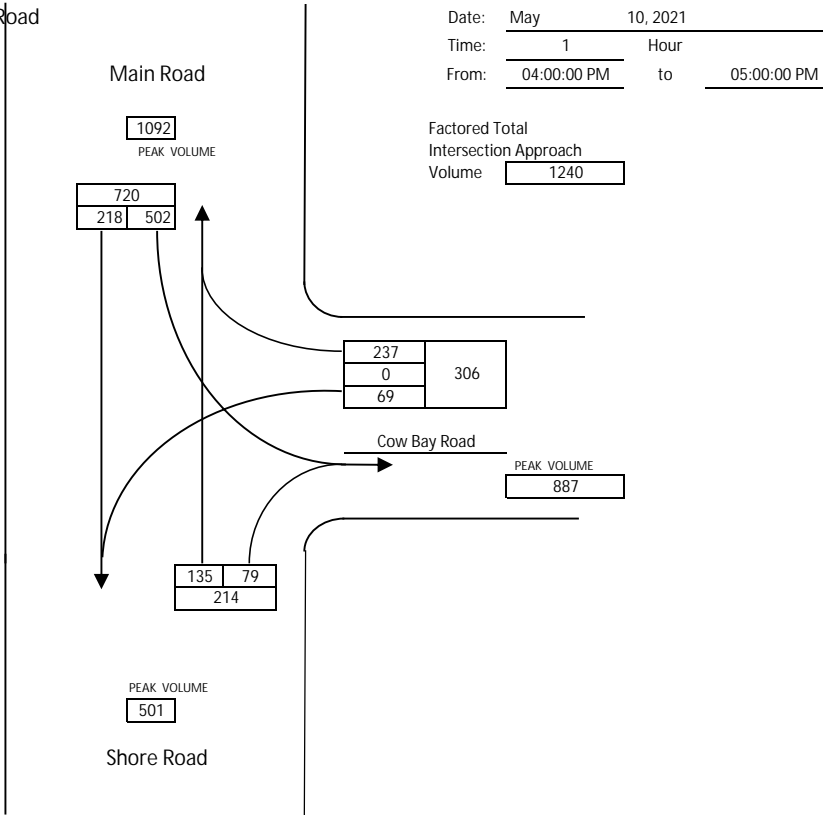 Road
Date: May 10, 2021
Time: 1 Hour
From: 04:00:00 PM to 05:00:00 PM
Main Road
1092
PEAK VOLUME
Factored Total
Intersection Approach
Volume 1240
720
218 502
237
0
306
69
Cow Bay Road
PEAK VOLUME
887
135 79
214
PEAK VOLUME
501
Shore Road